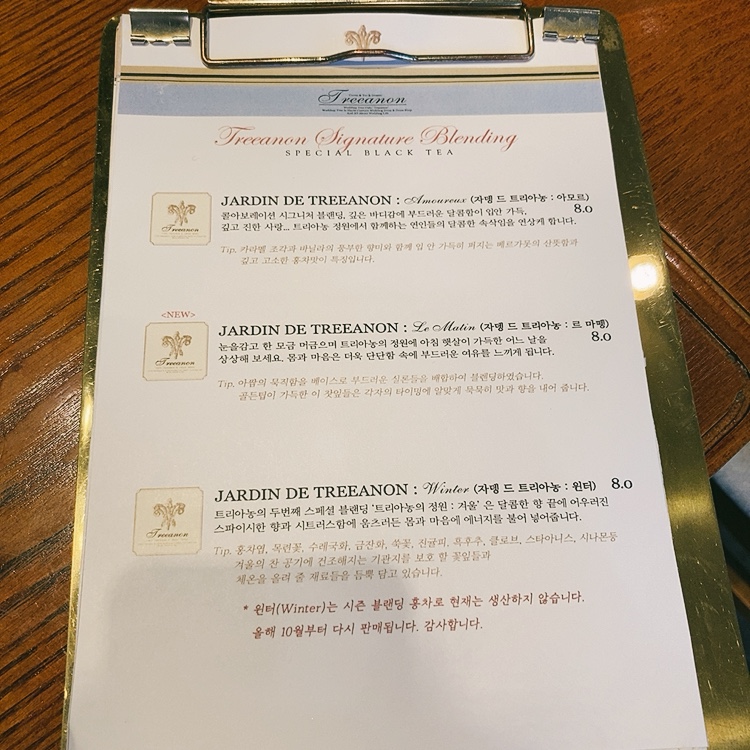 Treeanon
Treeanon Signature Blending
SPECIAL BLACK TEA
Treeanon
JARDIN DE TREEANON : Amoureux (자뎅 드 트리아농 : 아모르)
8.0
콜아보레이션 시그니처 블랜딩, 깊은 바디감에 부드러운 달콤함이 입안 가득,
깊고 진한 사랑... 트리아농 정원에서 함께하는 연인들의 달콤한 속삭임을 연상케 합니다.
Tip. 카라멜 조각과 바닐라의 풍부한 향미와 함께 입 안 가득히 퍼지는 베르가못의 산뜻함과
깊고 고소한 홍차맛이 특징입니다.
<NEW>
Treeanon
JARDIN DE TREEANON : Le Matin (자뎅 드 트리아농 : 르 마땡)
8.0
눈을감고 한 모금 머금으며 트리아농의 정원에 아침 햇살이 가득한 어느 날을
상상해 보세요. 몸과 마음은 더욱 단단함 속에 부드러운 여유를 느끼게 됩니다.
Tip. 아쌈의 묵직함을 베이스로 부드러운 실론들을 배합하여 블렌딩하였습니다.
골든팁이 가득한 이 찻잎들은 각자의 타이밍에 알맞게 묵묵히 맛과 향을 내어 줍니다.
Treeanon
JARDIN DE TREEANON : Winter (자뎅 드 트리아농 : 윈터) 8.0
트리아농의 두번째 스페셜 블랜딩 '트리아농의 정원 : 겨울' 은 달콤한 향 끝에 어우러진
스파이시한 향과 시트러스함에 움츠러든 몸과 마음에 에너지를 불어 넣어줍니다.
Tip. 홍차엽, 목련꽃, 수레국화, 금잔화, 쑥꽃, 진귤피, 흑후추, 클로브, 스타아니스, 시나몬등
겨울의 찬 공기에 건조해지는 기관지를 보호 할 꽃잎들과
체온을 올려 줄 재료들을 듬뿍 담고 있습니다.
* 윈터(Winter)는 시즌 블랜딩 홍차로 현재는 생산하지 않습니다.
올해 10월부터 다시 판매됩니다. 감사합니다.